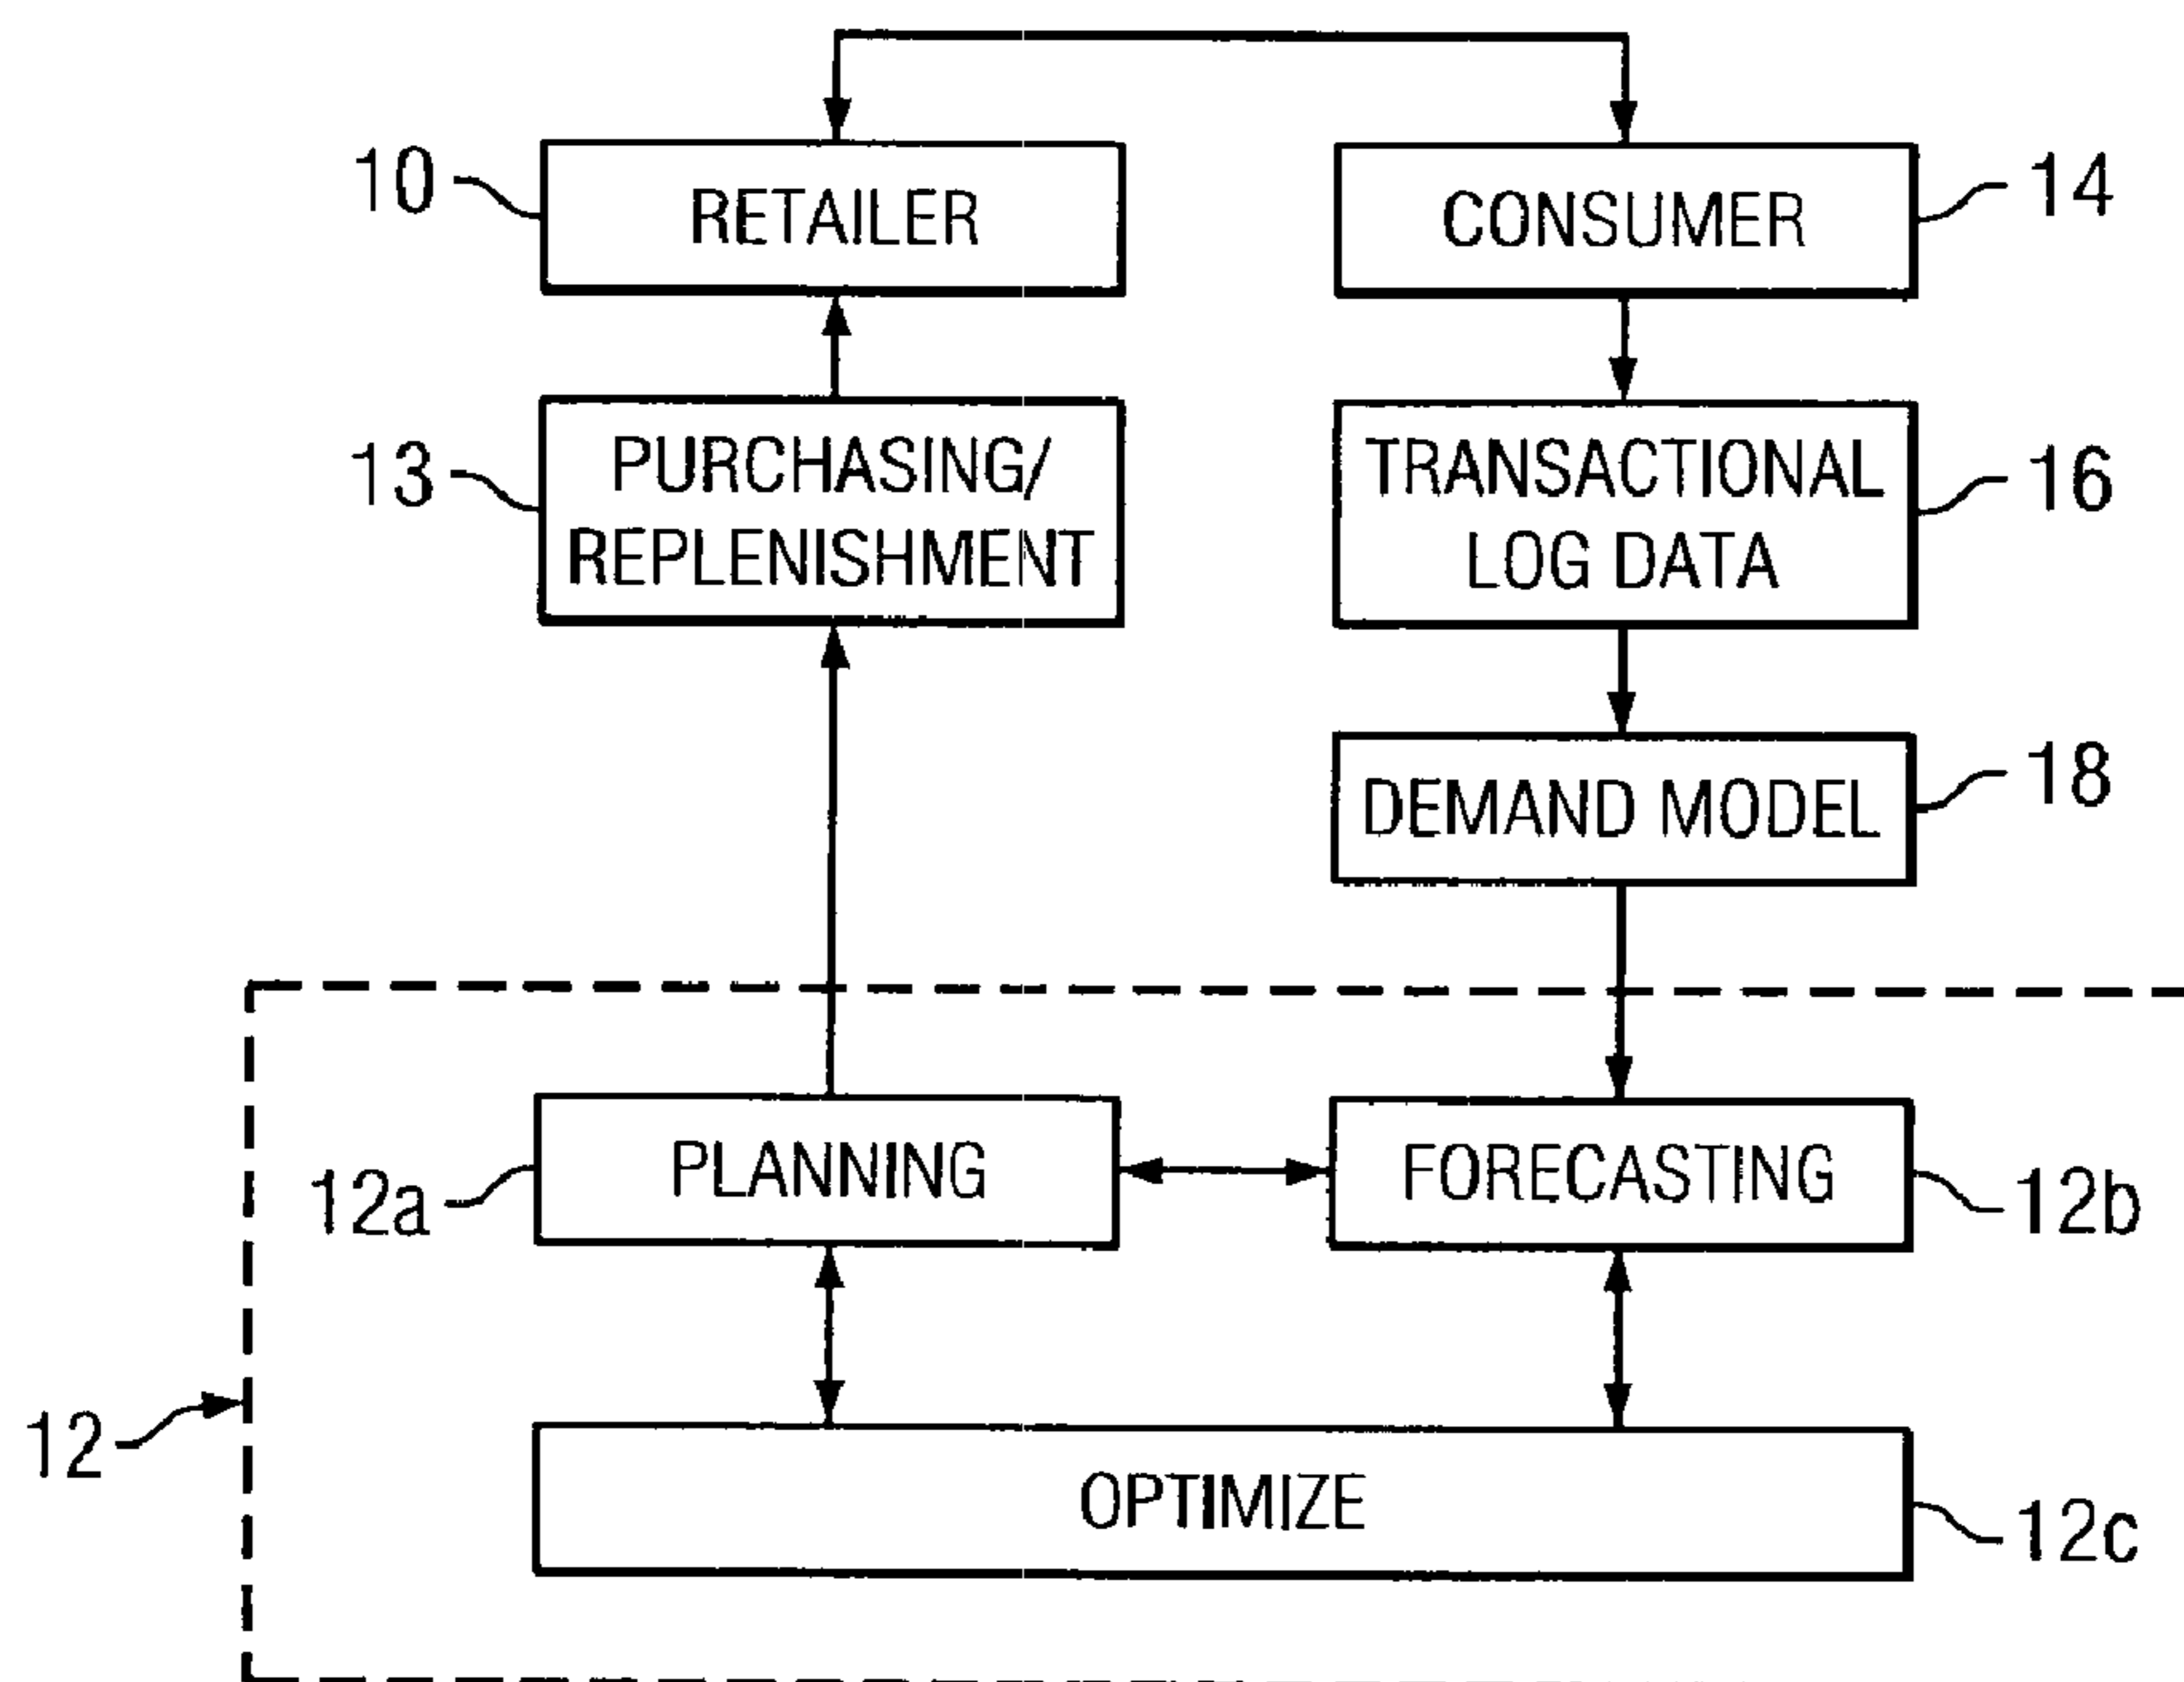 10
RETAILER
CONSUMER
14
13
PURCHASING/
REPLENISHMENT
TRANSACTIONAL
LOG DATA
16
DEMAND MODEL
18
12a
PLANNING
FORECASTING
12b
12
OPTIMIZE
12c